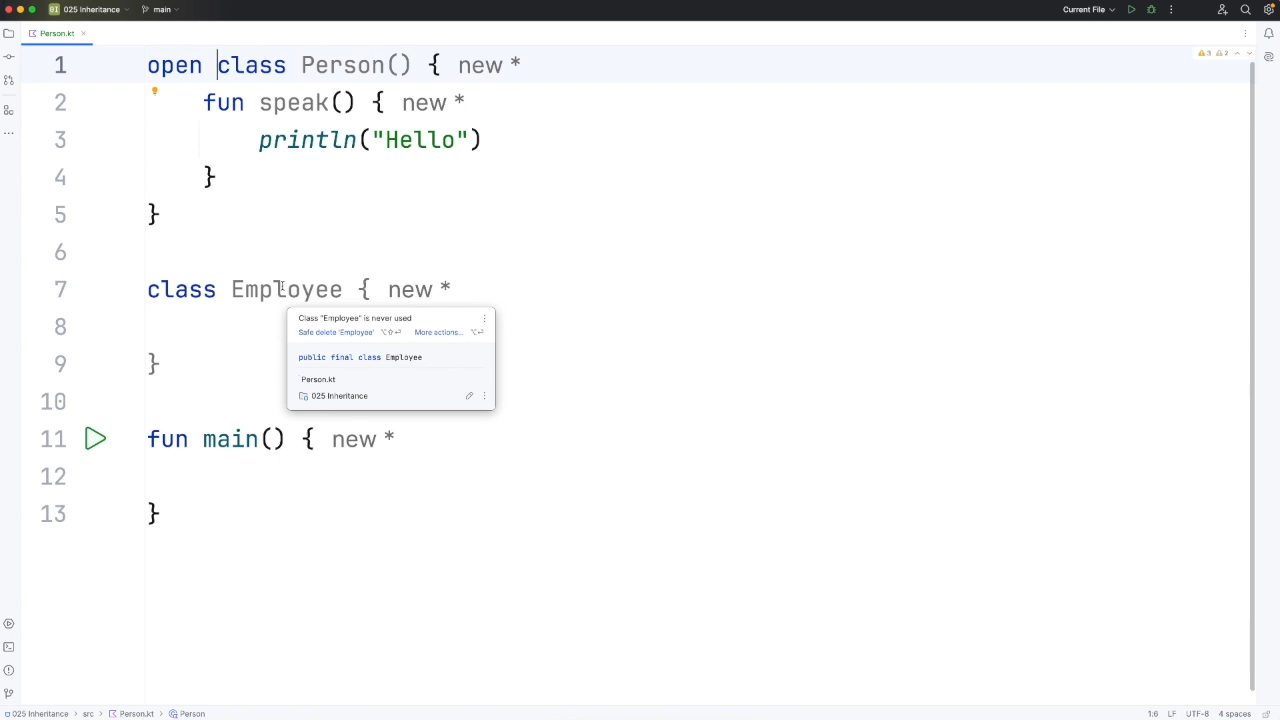 025 Inheritance main Current File
Person.kt
3 2
1 open class Person() { new *
2 fun speak() { new *
3 println("Hello")
4 }
5 }
6
7 class Employee { new *
8
9 }
10
11 fun main() { new *
12
13 }
Class "Employee" is never used
Safe delete 'Employee' ⌥⇧⏎ More actions... ⌥⏎
public final class Employee
Person.kt
025 Inheritance
025 Inheritance > src > Person.kt > Person 1:6 LF UTF-8 4 spaces